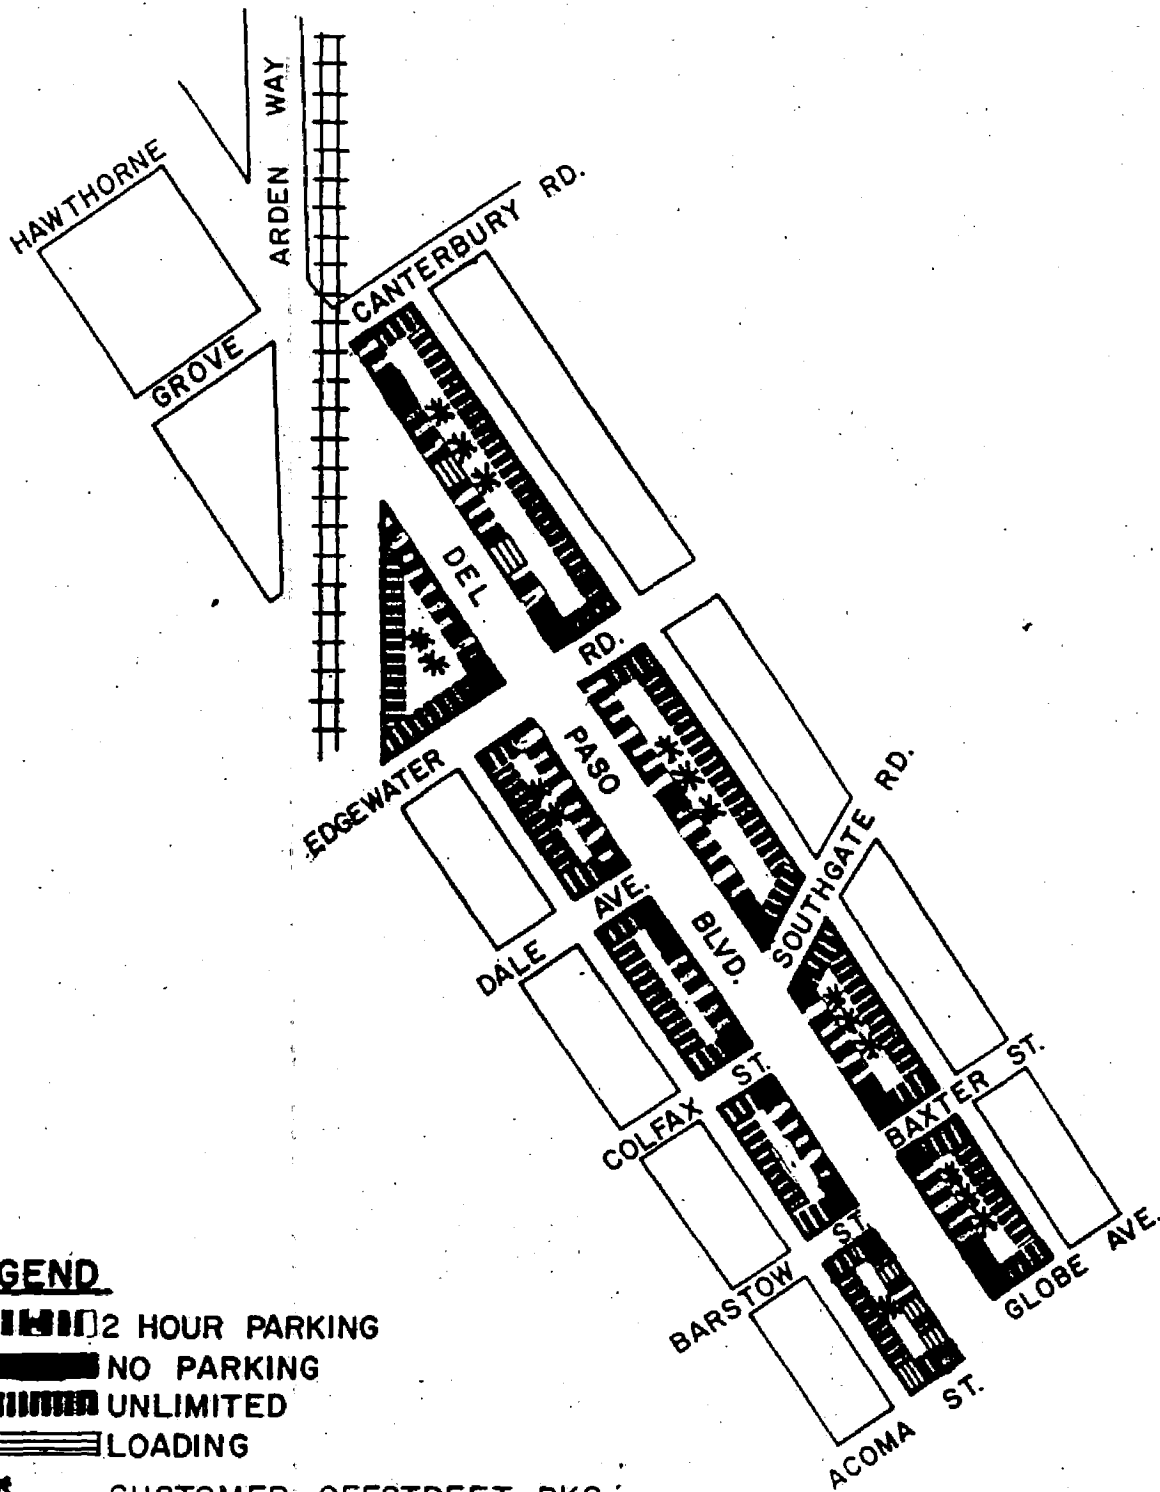 ARDEN WAY
HAWTHORNE
CANTERBURY RD.
GROVE
DEL PASO BLVD.
EDGEWATER RD.
SOUTHGATE RD.
DALE AVE.
COLFAX ST.
BAXTER ST.
BARSTOW ST.
GLOBE AVE.
ACOMA ST.
GEND
2 HOUR PARKING
NO PARKING
UNLIMITED
LOADING
* CUSTOMER OFFSTREET PKG.